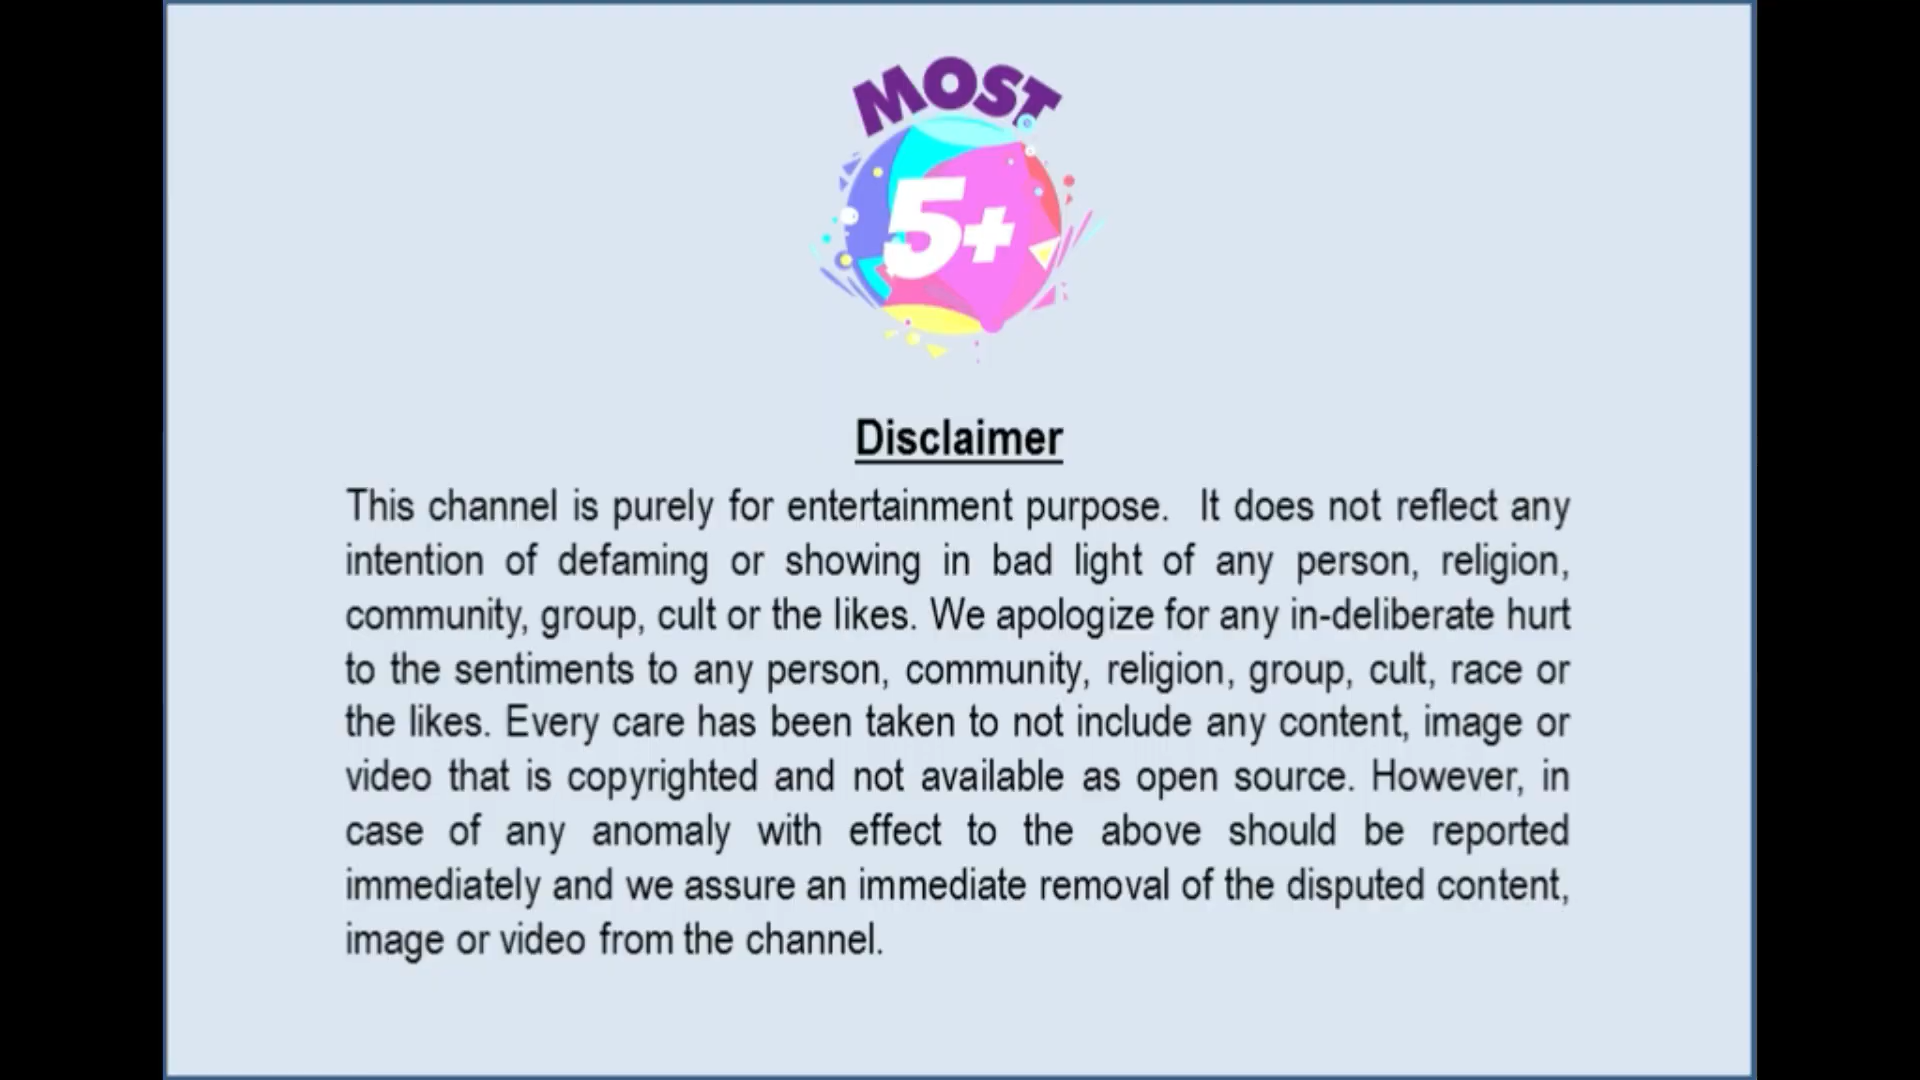 MOST
5+
Disclaimer
This channel is purely for entertainment purpose. It does not reflect any
intention of defaming or showing in bad light of any person, religion,
community, group, cult or the likes. We apologize for any in-deliberate hurt
to the sentiments to any person, community, religion, group, cult, race or
the likes. Every care has been taken to not include any content, image or
video that is copyrighted and not available as open source. However, in
case of any anomaly with effect to the above should be reported
immediately and we assure an immediate removal of the disputed content,
image or video from the channel.